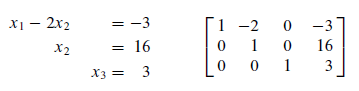 x₁ − 2x₂ = −3 [1 −2 0 −3]
x₂ = 16 [0 1 0 16]
x₃ = 3 [0 0 1 3]